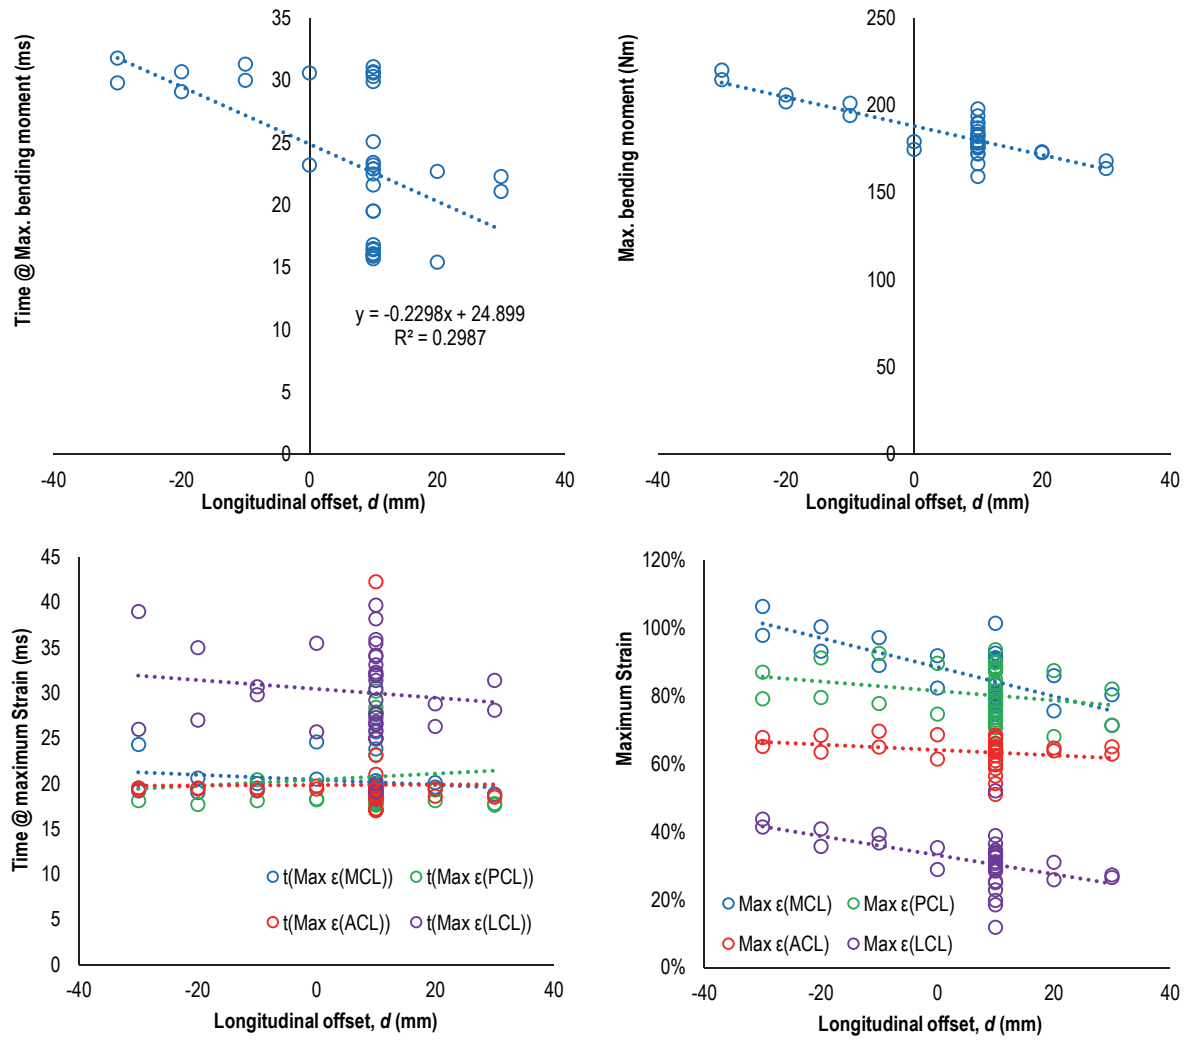 Time @ Max. bending moment (ms)
35
30
25
20
15
10
5
0
y = -0.2298x + 24.899
R² = 0.2987
-40
-20
0
20
40
Longitudinal offset, d (mm)
Max. bending moment (Nm)
250
200
150
100
50
0
-40
-20
0
20
40
Longitudinal offset, d (mm)
Time @ maximum Strain (ms)
45
40
35
30
25
20
15
10
5
0
t(Max ε(MCL))
t(Max ε(PCL))
t(Max ε(ACL))
t(Max ε(LCL))
-40
-20
0
20
40
Longitudinal offset, d (mm)
Maximum Strain
120%
100%
80%
60%
40%
20%
0%
Max ε(MCL)
Max ε(PCL)
Max ε(ACL)
Max ε(LCL)
-40
-20
0
20
40
Longitudinal offset, d (mm)